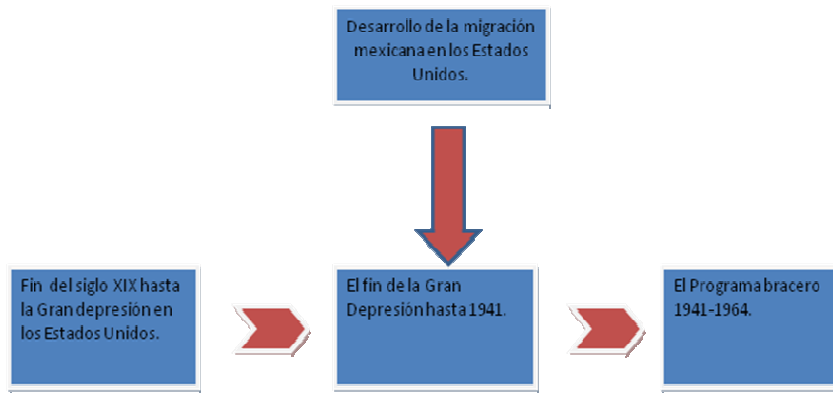 Desarrollo de la migración
mexicana en los Estados
Unidos.
Fin del siglo XIX hasta
la Gran depresión en
los Estados Unidos.
El fin de la Gran
Depresión hasta 1941.
El Programa bracero
1941-1964.